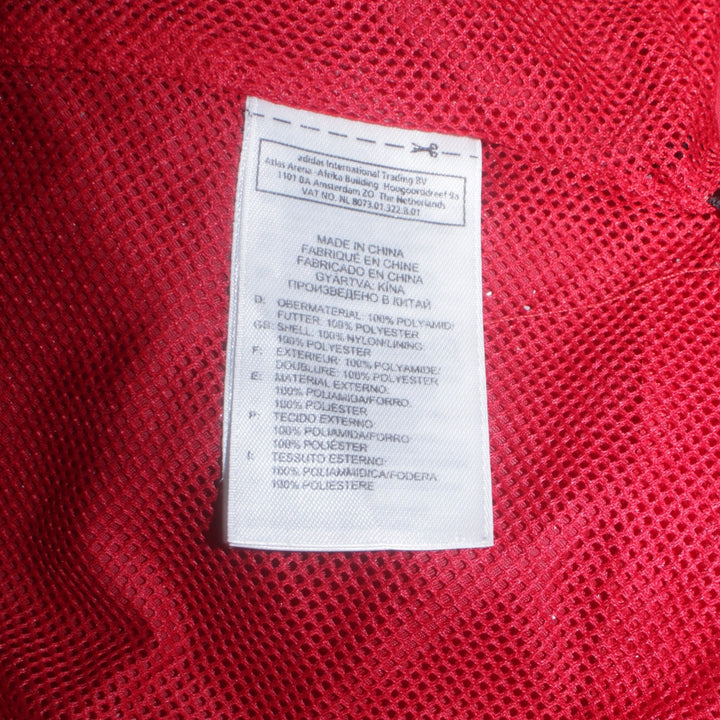 adidas International Trading BV
Atlas Arena - Afrika Building Hoogoorddreef 9a
1101 BA Amsterdam ZO The Netherlands
VAT NO. NL 8073.01.322.B.01
MADE IN CHINA
FABRIQUÉ EN CHINE
FABRICADO EN CHINA
GYÁRTVA: KÍNA
ПРОИЗВЕДЕНО В КИТАЙ
D: OBERMATERIAL: 100% POLYAMID/
FUTTER: 100% POLYESTER
GB: SHELL: 100% NYLON/LINING:
100% POLYESTER
F: EXTERIEUR: 100% POLYAMIDE/
DOUBLURE: 100% POLYESTER
E: MATERIAL EXTERNO:
100% POLIAMIDA/FORRO:
100% POLIESTER
P: TECIDO EXTERNO
100% POLIAMIDA/FORRO
100% POLIÉSTER
I: TESSUTO ESTERNO:
100% POLIAMMIDICA/FODERA
100% POLIESTERE